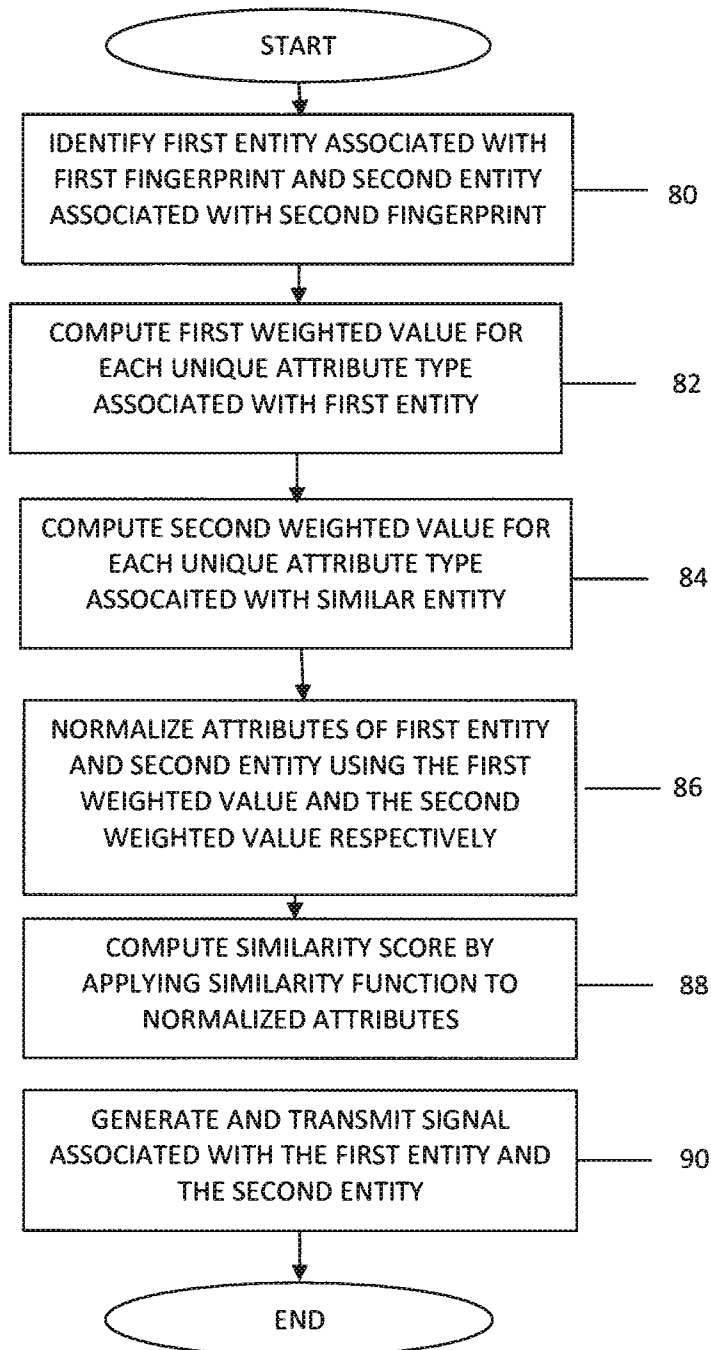 START
IDENTIFY FIRST ENTITY ASSOCIATED WITH
FIRST FINGERPRINT AND SECOND ENTITY
ASSOCIATED WITH SECOND FINGERPRINT
80
COMPUTE FIRST WEIGHTED VALUE FOR
EACH UNIQUE ATTRIBUTE TYPE
ASSOCIATED WITH FIRST ENTITY
82
COMPUTE SECOND WEIGHTED VALUE FOR
EACH UNIQUE ATTRIBUTE TYPE
ASSOCAITED WITH SIMILAR ENTITY
84
NORMALIZE ATTRIBUTES OF FIRST ENTITY
AND SECOND ENTITY USING THE FIRST
WEIGHTED VALUE AND THE SECOND
WEIGHTED VALUE RESPECTIVELY
86
COMPUTE SIMILARITY SCORE BY
APPLYING SIMILARITY FUNCTION TO
NORMALIZED ATTRIBUTES
88
GENERATE AND TRANSMIT SIGNAL
ASSOCIATED WITH THE FIRST ENTITY AND
THE SECOND ENTITY
90
END